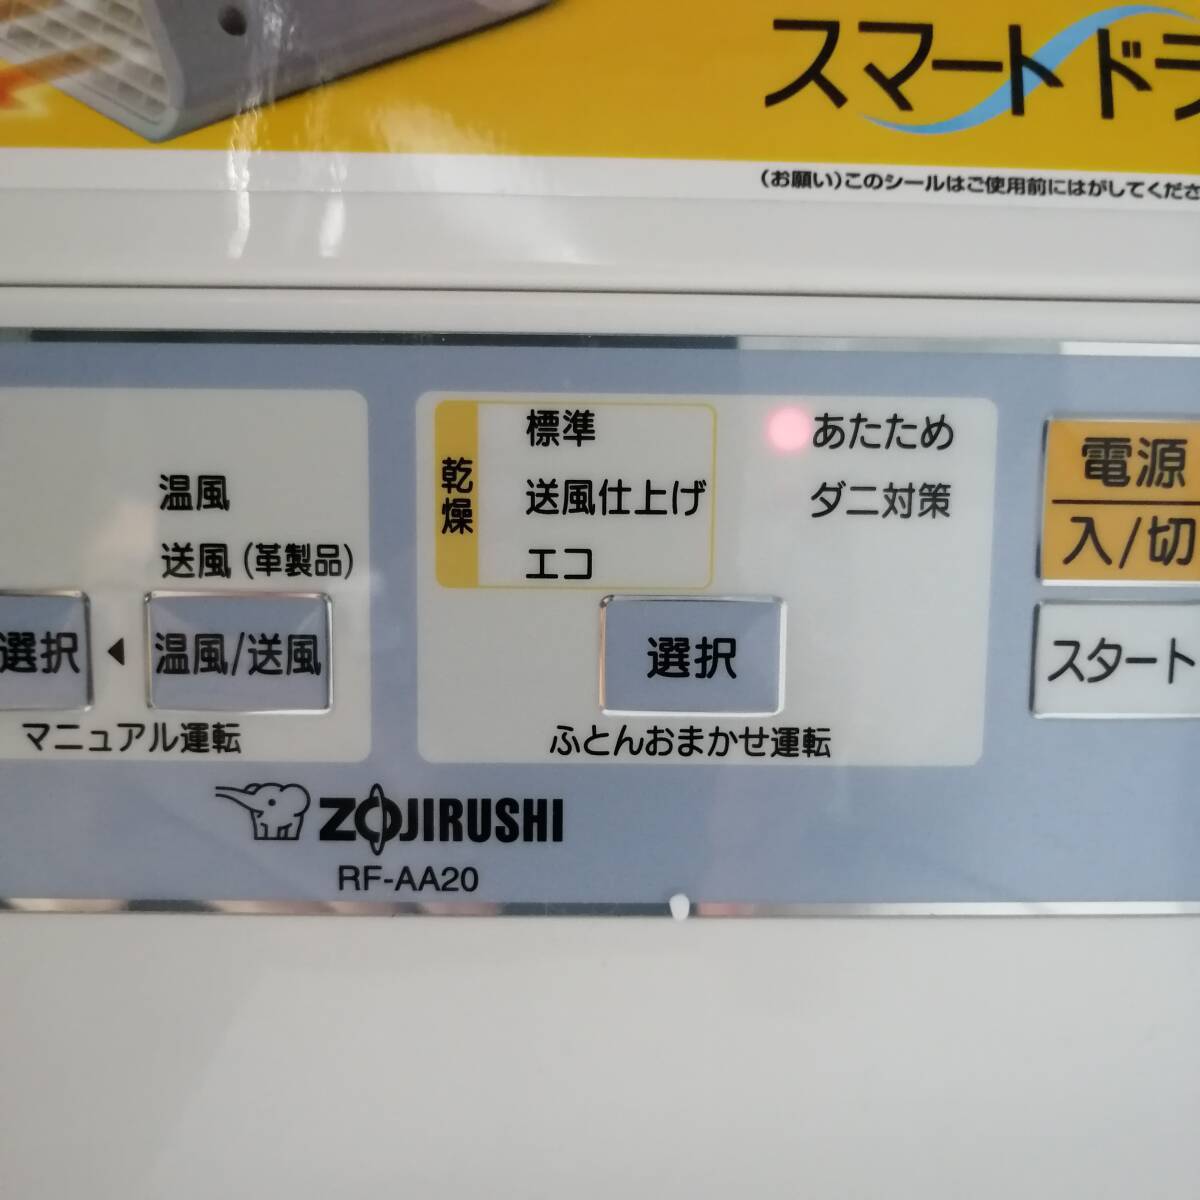 スマートドラ
(お願い)このシールはご使用前にはがしてくださ
温風
送風(革製品)
選択
◀
温風/送風
マニュアル運転
乾燥
標準
送風仕上げ
エコ
あたため
ダニ対策
選択
ふとんおまかせ運転
電源
入/切
スタート
ZOJIRUSHI
RF-AA20